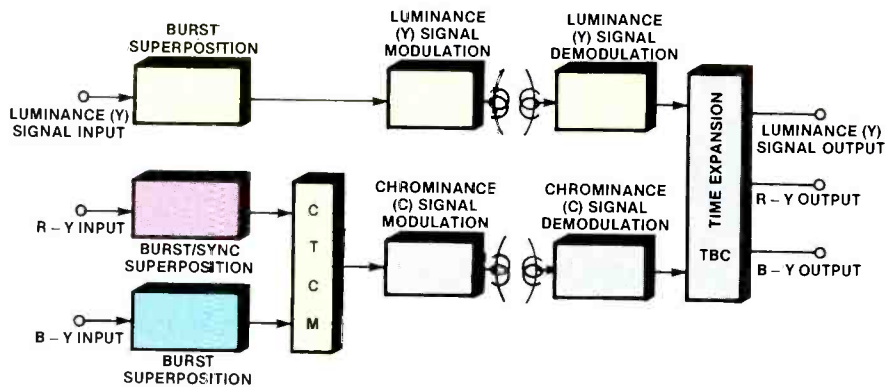 BURST
SUPERPOSITION
LUMINANCE
(Y) SIGNAL
MODULATION
LUMINANCE
(Y) SIGNAL
DEMODULATION
LUMINANCE (Y)
SIGNAL INPUT
TIME EXPANSION
TBC
LUMINANCE (Y)
SIGNAL OUTPUT
R – Y OUTPUT
B – Y OUTPUT
R – Y INPUT
BURST/SYNC
SUPERPOSITION
C
T
C
M
CHROMINANCE
(C) SIGNAL
MODULATION
CHROMINANCE
(C) SIGNAL
DEMODULATION
B – Y INPUT
BURST
SUPERPOSITION